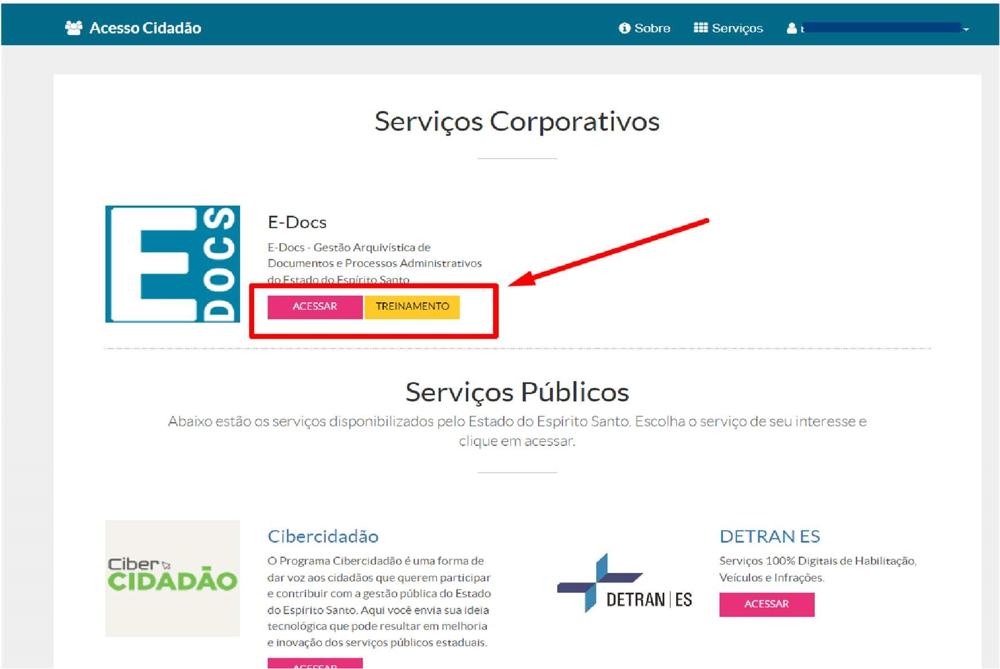 Acesso Cidadão
Sobre
Serviços
Serviços Corporativos
E DOCS
E-Docs
E-Docs - Gestão Arquivística de
Documentos e Processos Administrativos
do Estado do Espírito Santo
ACESSAR
TREINAMENTO
Serviços Públicos
Abaixo estão os serviços disponibilizados pelo Estado do Espírito Santo. Escolha o serviço de seu interesse e
clique em acessar.
Ciber
CIDADÃO
Cibercidadão
O Programa Cibercidadão é uma forma de
dar voz aos cidadãos que querem participar
e contribuir com a gestão pública do Estado
do Espírito Santo. Aqui você envia sua ideia
tecnológica que pode resultar em melhoria
e inovação dos serviços públicos estaduais.
ACESSAR
DETRAN|ES
DETRAN ES
Serviços 100% Digitais de Habilitação,
Veículos e Infrações.
ACESSAR